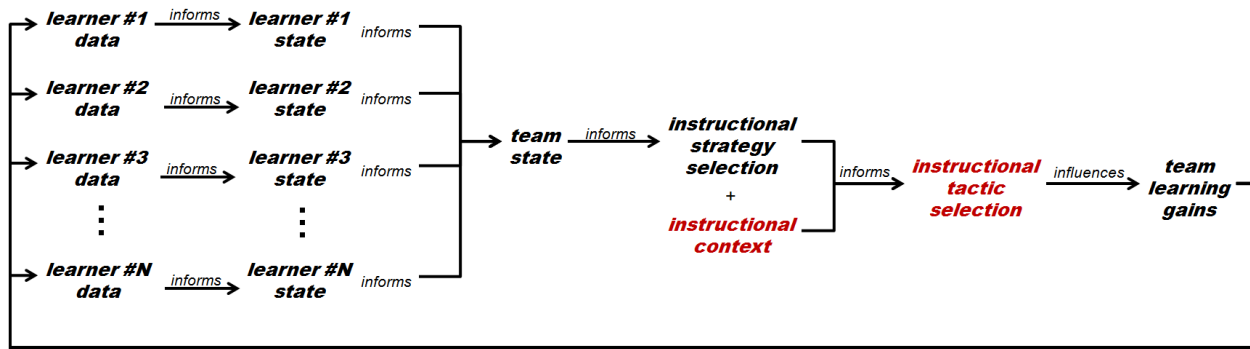 learner #1
data
informs
learner #1
state
informs
learner #2
data
informs
learner #2
state
informs
learner #3
data
informs
learner #3
state
informs
learner #N
data
informs
learner #N
state
informs
team
state
informs
instructional
strategy
selection
+
instructional
context
informs
instructional
tactic
selection
influences
team
learning
gains